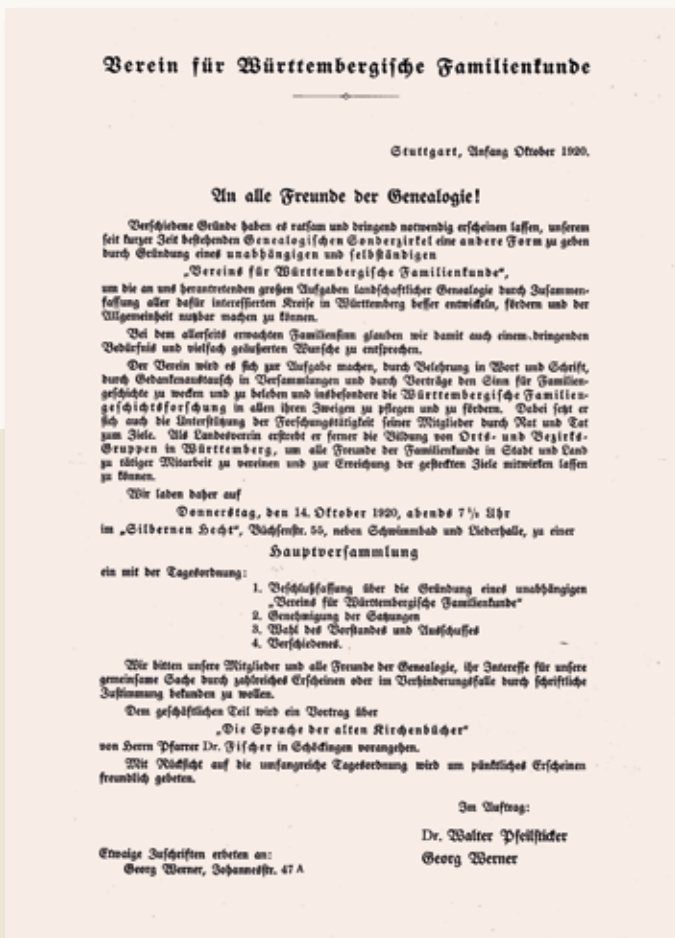 Verein für Württembergische Familienkunde
Stuttgart, Anfang Oktober 1920.
An alle Freunde der Genealogie!
Verschiedene Gründe haben es ratsam und dringend notwendig erscheinen lassen, unserem
seit kurzer Zeit bestehenden Genealogischen Sonderzirkel eine andere Form zu geben
durch Gründung eines unabhängigen und selbständigen
„Vereins für Württembergische Familienkunde“,
um die an uns herantretenden großen Aufgaben landschaftlicher Genealogie durch Zusammen-
fassung aller dafür interessierten Kreise in Württemberg besser entwickeln, fördern und der
Allgemeinheit nutzbar machen zu können.
Bei dem allerseits erwachten Familiensinn glauben wir damit auch einem dringenden
Bedürfnis und vielfach geäußerten Wunsche zu entsprechen.
Der Verein wird es sich zur Aufgabe machen, durch Belehrung in Wort und Schrift,
durch Gedankenaustausch in Versammlungen und durch Vorträge den Sinn für Familien-
geschichte zu wecken und zu beleben und insbesondere die Württembergische Familien-
geschichtsforschung in allen ihren Zweigen zu pflegen und zu fördern. Dabei setzt er
sich auch die Unterstützung der Forschungstätigkeit seiner Mitglieder durch Rat und Tat
zum Ziele. Als Landesverein erstrebt er ferner die Bildung von Orts- und Bezirks-
Gruppen in Württemberg, um alle Freunde der Familienkunde in Stadt und Land
zu tätiger Mitarbeit zu vereinen und zur Erreichung der gesteckten Ziele mitwirken lassen
zu können.
Wir laden daher auf
Donnerstag, den 14. Oktober 1920, abends 7 ½ Uhr
im „Silbernen Hecht“, Büchsenstr. 55, neben Schwimmbad und Liederhalle, zu einer
Hauptversammlung
ein mit der Tagesordnung:
1. Beschlußfassung über die Gründung eines unabhängigen
„Vereins für Württembergische Familienkunde“
2. Genehmigung der Satzungen
3. Wahl des Vorstandes und Ausschusses
4. Verschiedenes.
Wir bitten unsere Mitglieder und alle Freunde der Genealogie, ihr Interesse für unsere
gemeinsame Sache durch zahlreiches Erscheinen oder im Verhinderungsfalle durch schriftliche
Zustimmung bekunden zu wollen.
Dem geschäftlichen Teil wird ein Vortrag über
„Die Sprache der alten Kirchenbücher“
von Herrn Pfarrer Dr. Fischer in Schöckingen vorangehen.
Mit Rücksicht auf die umfangreiche Tagesordnung wird um pünktliches Erscheinen
freundlich gebeten.
Im Auftrag:
Dr. Walter Pfeilsticker
Georg Werner
Etwaige Zuschriften erbeten an:
Georg Werner, Johannesstr. 47 A